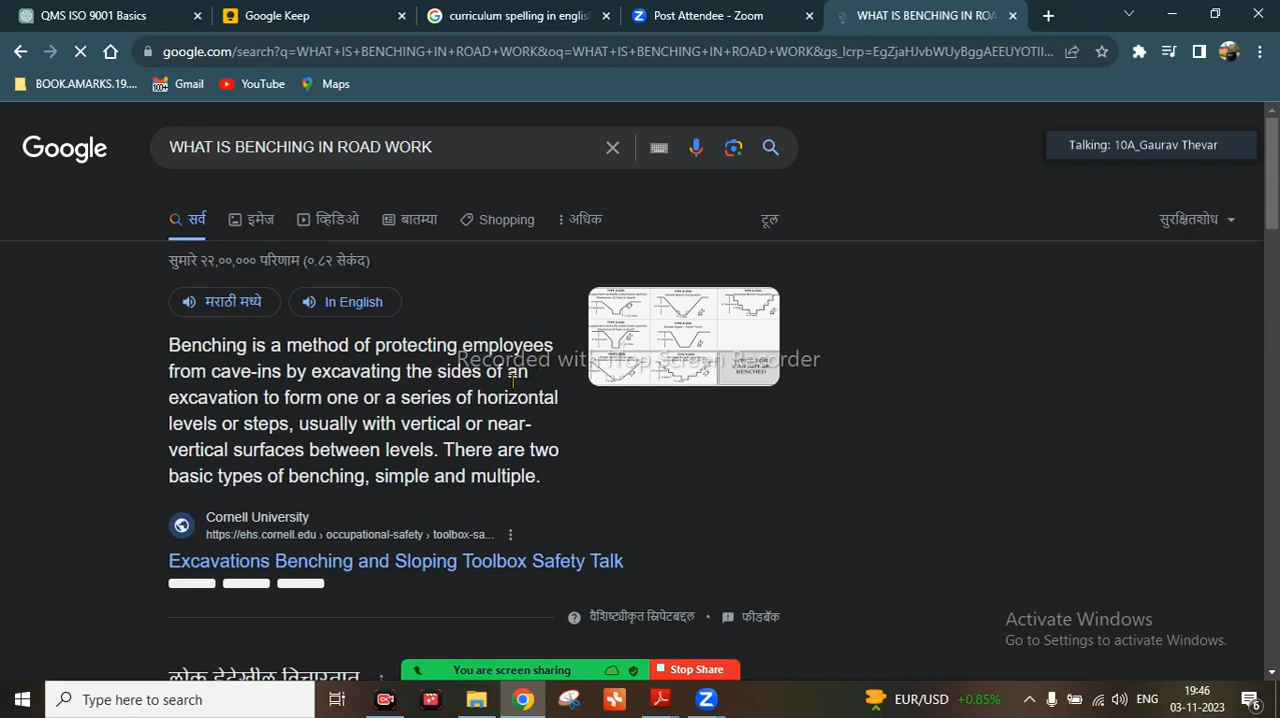 QMS ISO 9001 Basics
Google Keep
curriculum spelling in englis
Post Attendee - Zoom
WHAT IS BENCHING IN ROA
google.com/search?q=WHAT+IS+BENCHING+IN+ROAD+WORK&oq=WHAT+IS+BENCHING+IN+ROAD+WORK&gs_lcrp=EgZjaHJvbWUyBggAEEUYOTII...
BOOK.AMARKS.19....
Gmail
YouTube
Maps
Google
WHAT IS BENCHING IN ROAD WORK
Talking: 10A_Gaurav Thevar
सर्व
इमेज
व्हिडिओ
बातम्या
Shopping
अधिक
टूल
सुरक्षितशोध
सुमारे २२,००,००० परिणाम (०.८२ सेकंद)
मराठी मध्ये
In English
Benching is a method of protecting employees
from cave-ins by excavating the sides of an
excavation to form one or a series of horizontal
levels or steps, usually with vertical or near-
vertical surfaces between levels. There are two
basic types of benching, simple and multiple.
Recorded with Trop Screen Recorder
Cornell University
https://ehs.cornell.edu › occupational-safety › toolbox-sa...
Excavations Benching and Sloping Toolbox Safety Talk
वैशिष्ट्यीकृत स्निपेटबद्दल
फीडबॅक
Activate Windows
Go to Settings to activate Windows.
लोक हेदेखील विचारतात
You are screen sharing
Stop Share
Type here to search
EUR/USD +0.85%
ENG
19:46
03-11-2023
6